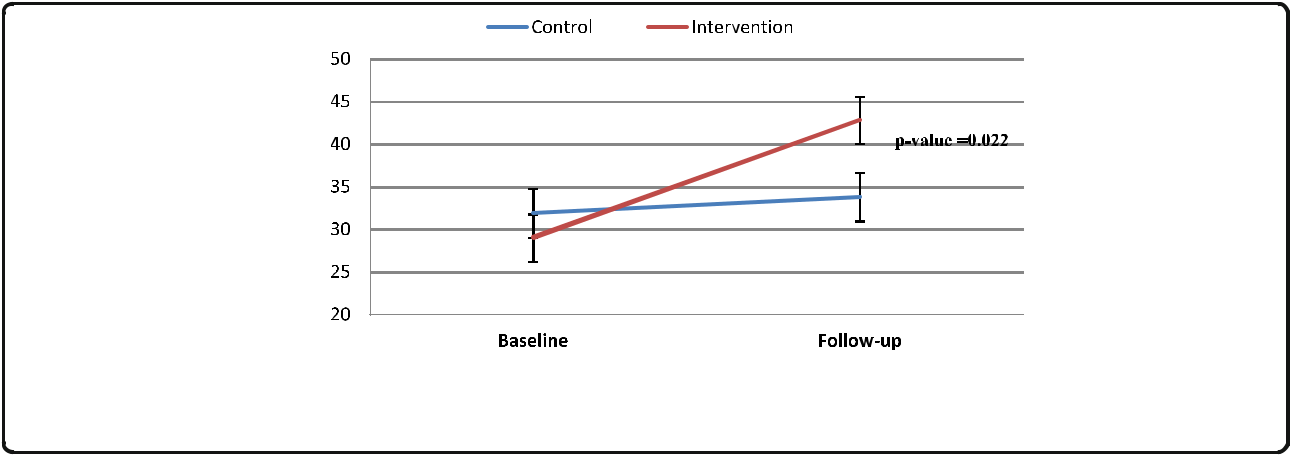 Control Intervention
50
45
40
p-value =0.022
35
30
25
20
Baseline Follow-up